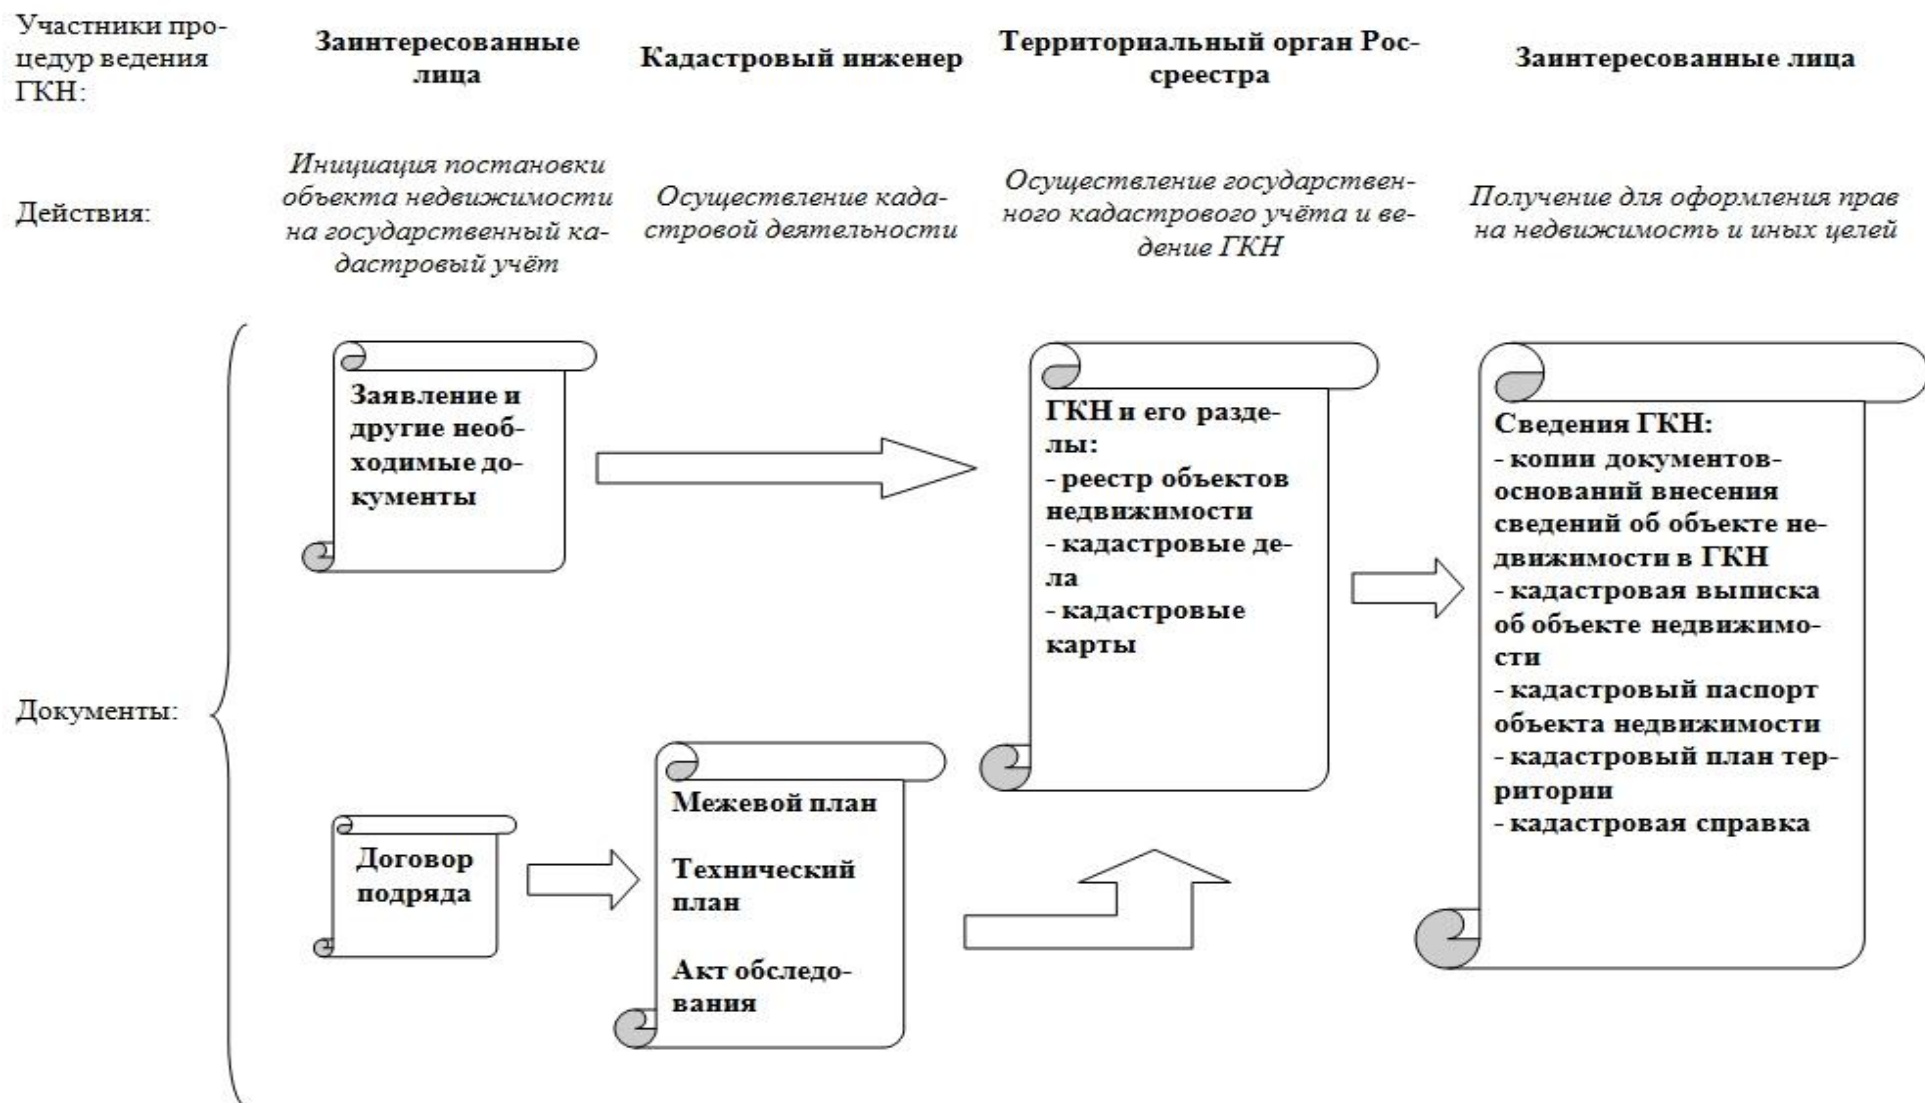 Участники про-
цедур ведения
ГКН:
Заинтересованные
лица
Кадастровый инженер
Территориальный орган Рос-
среестра
Заинтересованные лица
Действия:
Инициация постановки
объекта недвижимости
на государственный ка-
дастровый учёт
Осуществление када-
стровой деятельности
Осуществление государствен-
ного кадастрового учёта и ве-
дение ГКН
Получение для оформления прав
на недвижимость и иных целей
Документы:
Заявление и
другие необ-
ходимые до-
кументы
Договор
подряда
Межевой план
Технический
план
Акт обследо-
вания
ГКН и его разде-
лы:
- реестр объектов
недвижимости
- кадастровые де-
ла
- кадастровые
карты
Сведения ГКН:
- копии документов-
оснований внесения
сведений об объекте не-
движимости в ГКН
- кадастровая выписка
об объекте недвижимо-
сти
- кадастровый паспорт
объекта недвижимости
- кадастровый план тер-
ритории
- кадастровая справка